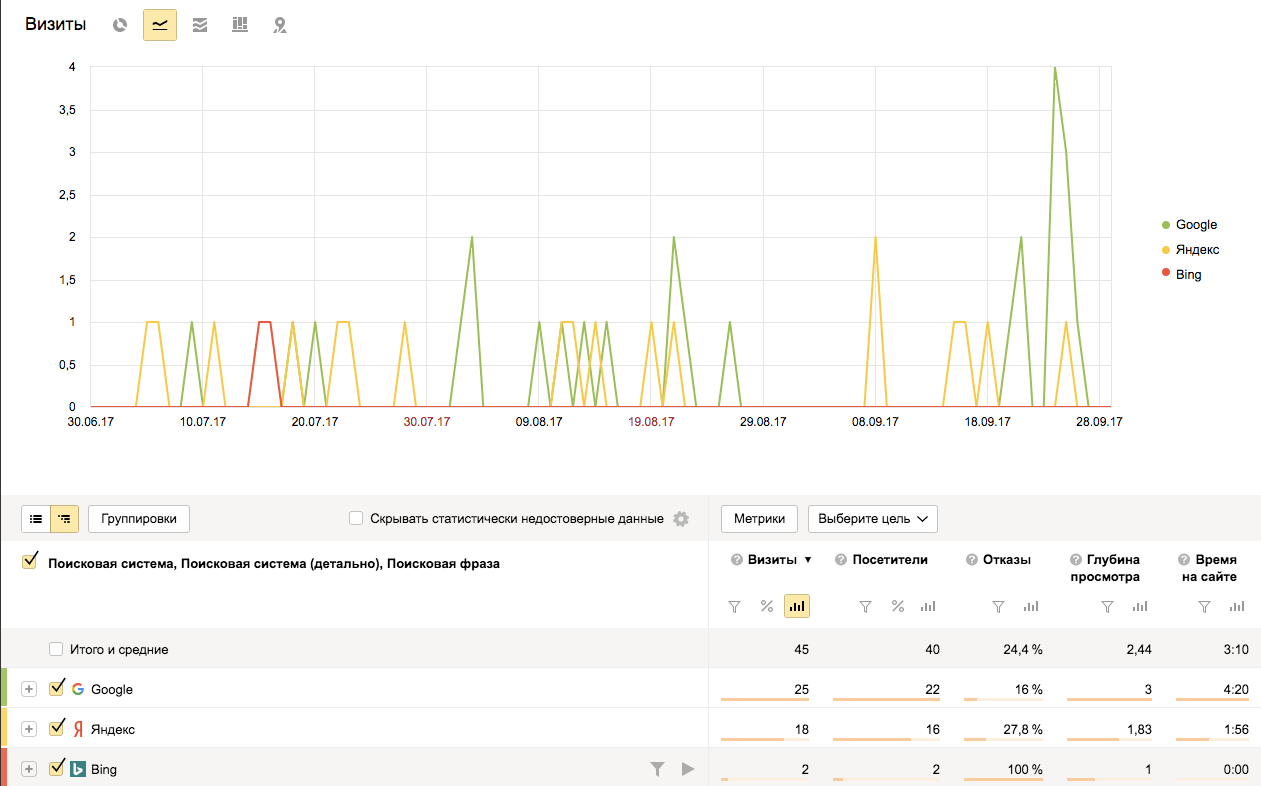 Визиты
4
3,5
3
2,5
2
1,5
1
0,5
0
30.06.17 10.07.17 20.07.17 30.07.17 09.08.17 19.08.17 29.08.17 08.09.17 18.09.17 28.09.17
Google
Яндекс
Bing
Группировки Скрывать статистически недостоверные данные Метрики Выберите цель
Поисковая система, Поисковая система (детально), Поисковая фраза
? Визиты ▼ ? Посетители ? Отказы ? Глубина просмотра ? Время на сайте
% %
Итого и средние 45 40 24,4 % 2,44 3:10
Google 25 22 16 % 3 4:20
Яндекс 18 16 27,8 % 1,83 1:56
Bing 2 2 100 % 1 0:00